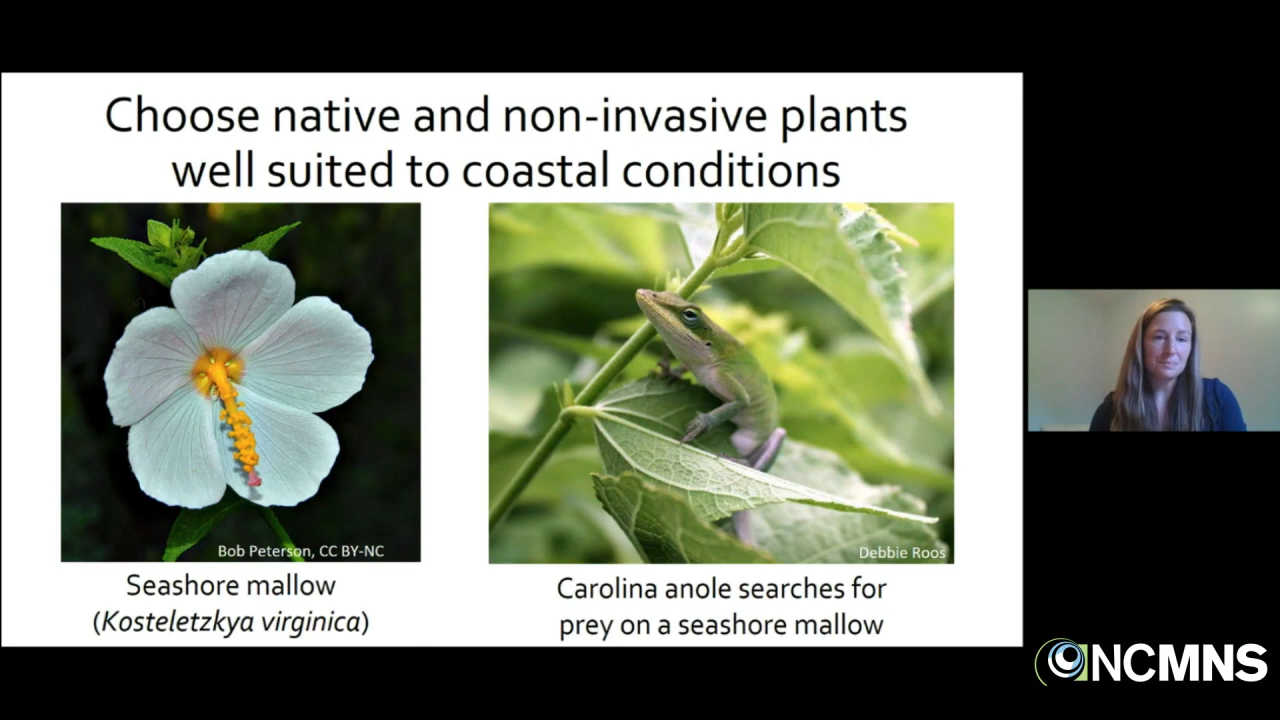 Choose native and non-invasive plants
well suited to coastal conditions
Bob Peterson, CC BY-NC
Debbie Roos
Seashore mallow
(Kosteletzkya virginica)
Carolina anole searches for
prey on a seashore mallow
NCMNS